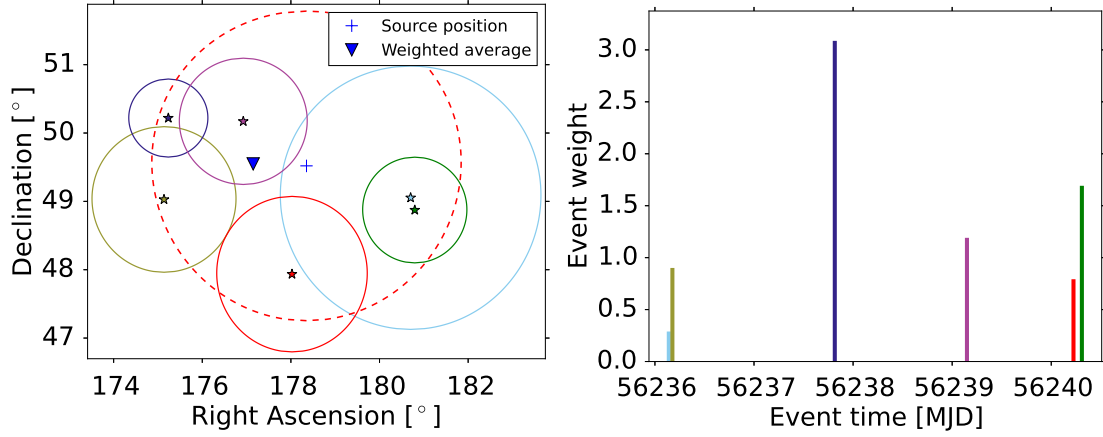 Source position
Weighted average
51
50
49
48
47
Declination [°]
174 176 178 180 182
Right Ascension [°]
3.0
2.5
2.0
1.5
1.0
0.5
0.0
Event weight
56236 56237 56238 56239 56240
Event time [MJD]